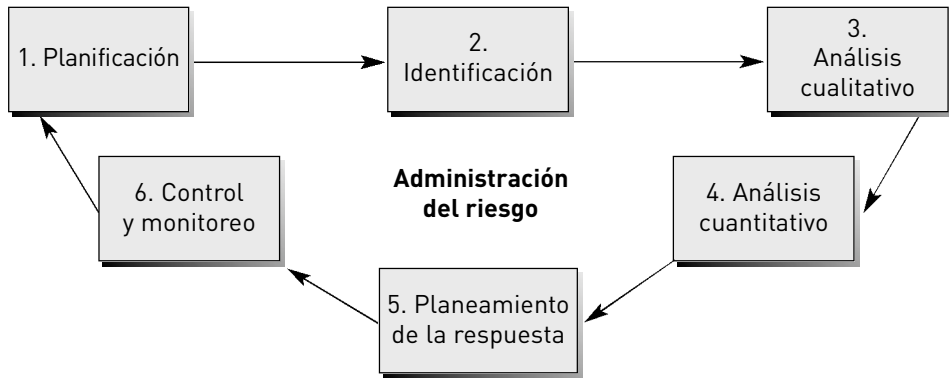 1. Planificación
2.
Identificación
3.
Análisis
cualitativo
4. Análisis
cuantitativo
5. Planeamiento
de la respuesta
6. Control
y monitoreo
Administración
del riesgo